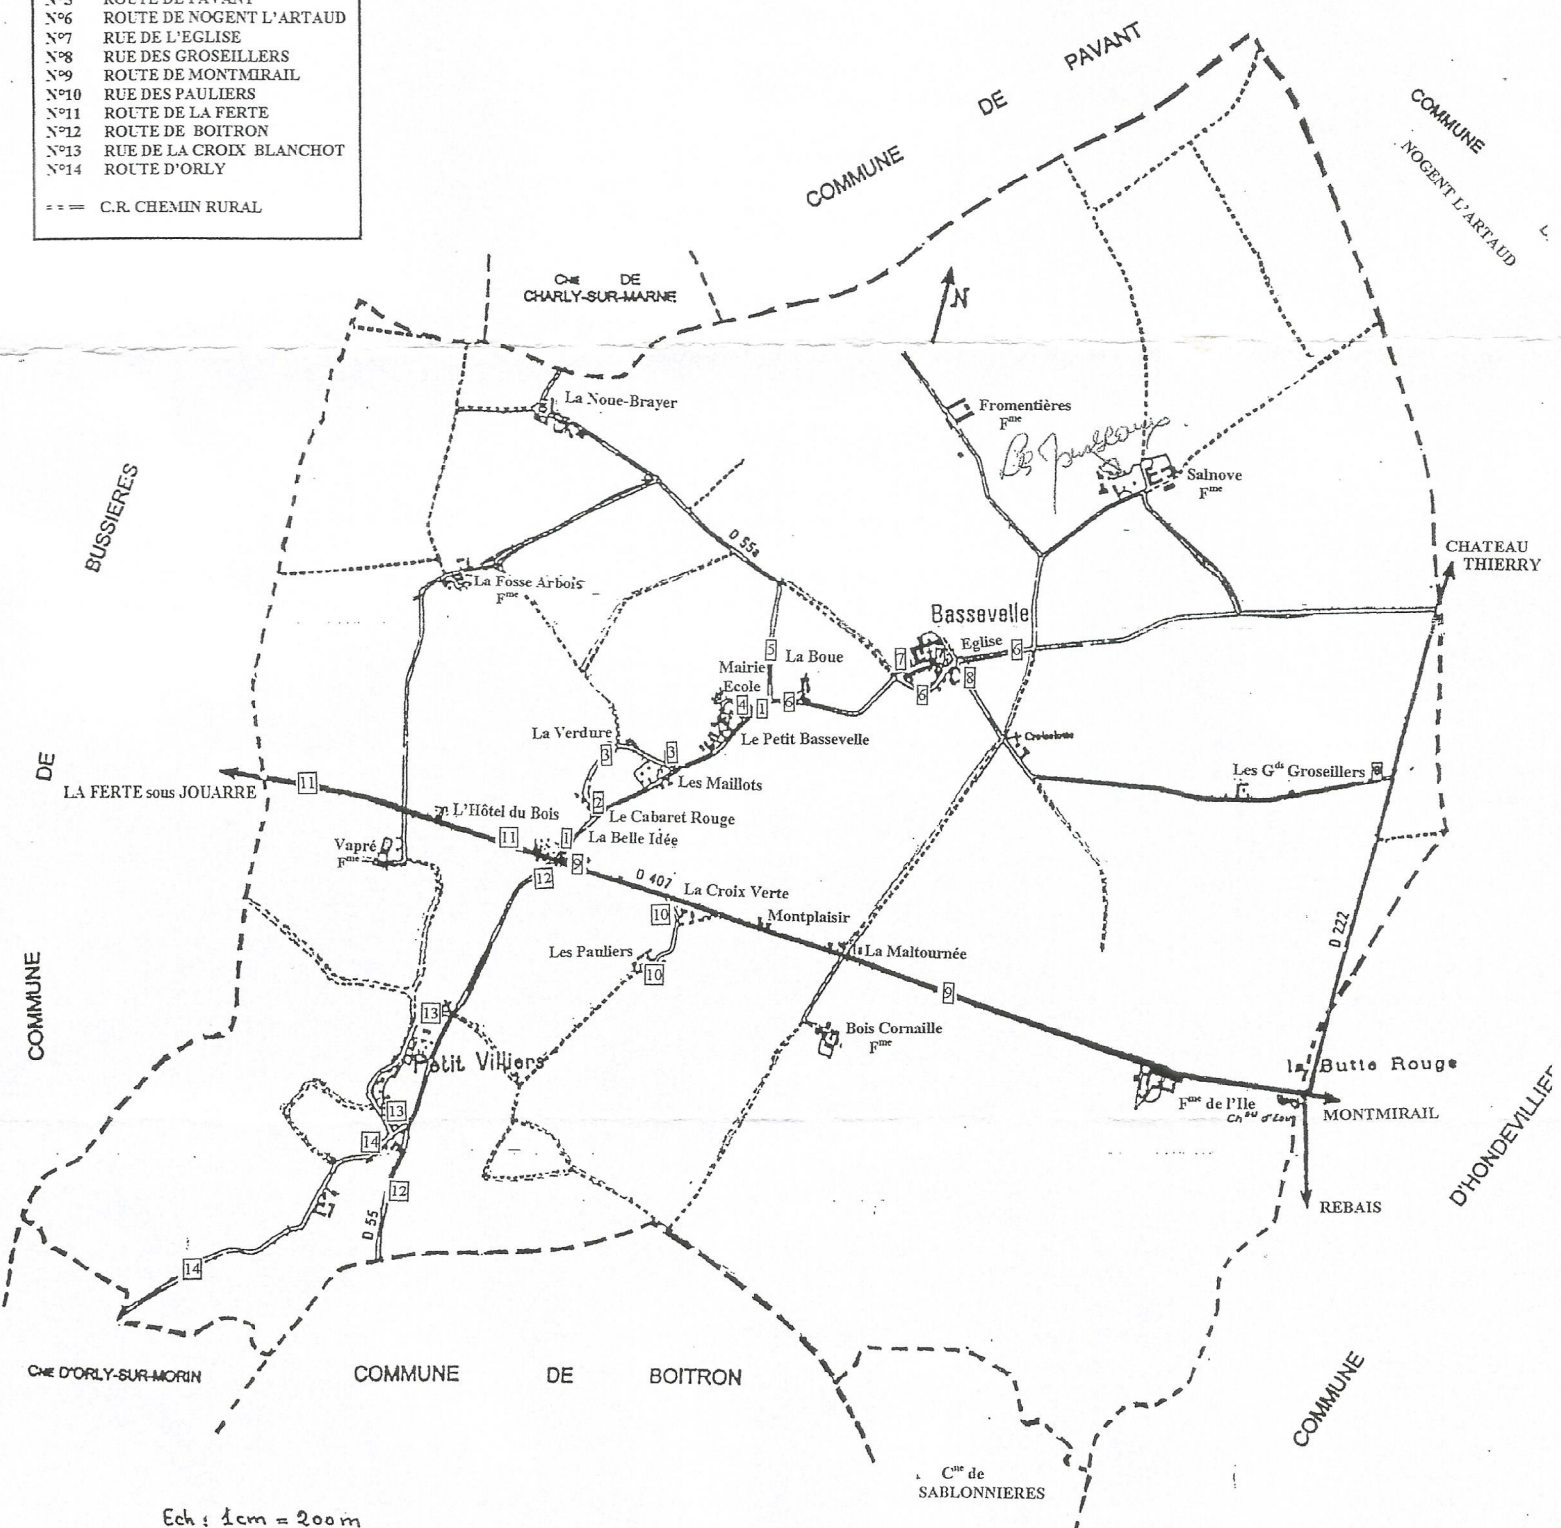 N°6 ROUTE DE NOGENT L'ARTAUD
N°7 RUE DE L'EGLISE
N°8 RUE DES GROSEILLERS
N°9 ROUTE DE MONTMIRAIL
N°10 RUE DES PAULIERS
N°11 ROUTE DE LA FERTE
N°12 ROUTE DE BOITRON
N°13 RUE DE LA CROIX BLANCHOT
N°14 ROUTE D'ORLY
C.R. CHEMIN RURAL
COMMUNE DE PAVANT
COMMUNE
NOGENT L'ARTAUD
Cne DE
CHARLY-SUR-MARNE
N
La Noue-Brayer
Fromentières
Fme
Salnove
Fme
COMMUNE DE BUSSIERES
D 55a
CHATEAU
THIERRY
La Fosse Arbois
Fme
Bassevelle
Eglise
7
6
6
8
5
La Boue
Mairie
Ecole
4
1
6
Le Petit Bassevelle
La Verdure
3
3
Les Maillots
2
Le Cabaret Rouge
1
La Belle Idée
LA FERTE sous JOUARRE
11
L'Hôtel du Bois
11
Vapré
Fme
9
12
D 407
La Croix Verte
10
Montplaisir
Les Pauliers
10
La Maltournée
9
Les Gds Groseillers
8
D 222
13
Petit Villiers
Bois Cornaille
Fme
la Butte Rouge
Fme de l'Ile
MONTMIRAIL
13
14
12
D 55
14
REBAIS
COMMUNE D'HONDEVILLIER
Cne D'ORLY-SUR-MORIN
COMMUNE DE BOITRON
Cne de
SABLONNIERES
Ech : 1cm = 200m